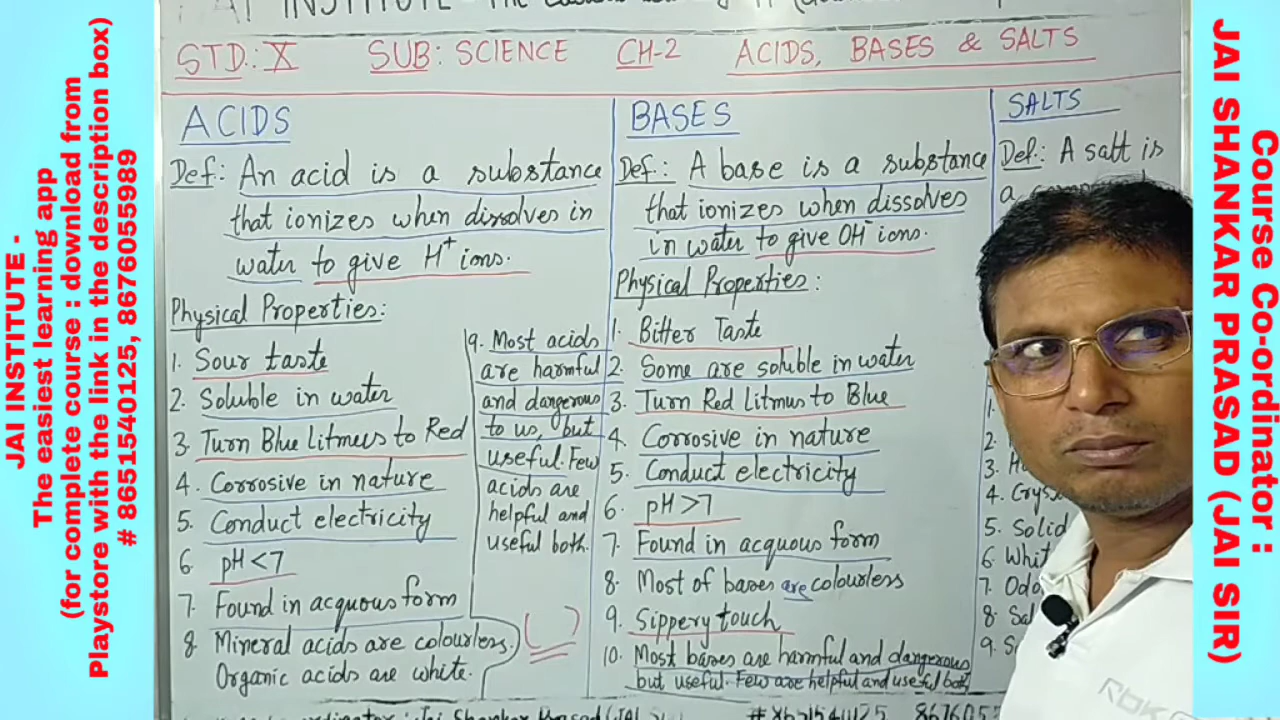 JAI INSTITUTE -
The easiest learning app
(for complete course : download from
Playstore with the link in the description box)
# 8651540125, 8676055989
INSTITUTE
STD: X SUB: SCIENCE CH-2 ACIDS, BASES & SALTS
ACIDS
Def: An acid is a substance
that ionizes when dissolves in
water to give H+ ions.
Physical Properties:
1. Sour taste
2. Soluble in water
3. Turn Blue Litmus to Red
4. Corrosive in nature
5. Conduct electricity
6 pH<7
7. Found in acquous form
8. Mineral acids are colourless.
Organic acids are white.
9. Most acids
are harmful
and dangerous
to us, but
useful. Few
acids are
helpful and
useful both.
BASES
Def: A base is a substance
that ionizes when dissolves
in water to give OH- ions.
Physical Properties:
1. Bitter Taste
2. Some are soluble in water
3. Turn Red Litmus to Blue
4. Corrosive in nature
5. Conduct electricity
6. pH>7
7. Found in acquous form
8. Most of bases are colourless
9. Sippery touch
10. Most bases are harmful and dangerous
but useful. Few are helpful and useful both
SALTS
Def: A salt is
a
1.
2.
3.
4.
5. Solid
6.
7.
8.
9.
Jai Shankar Prasad (JAI
Course Co-ordinator :
JAI SHANKAR PRASAD (JAI SIR)